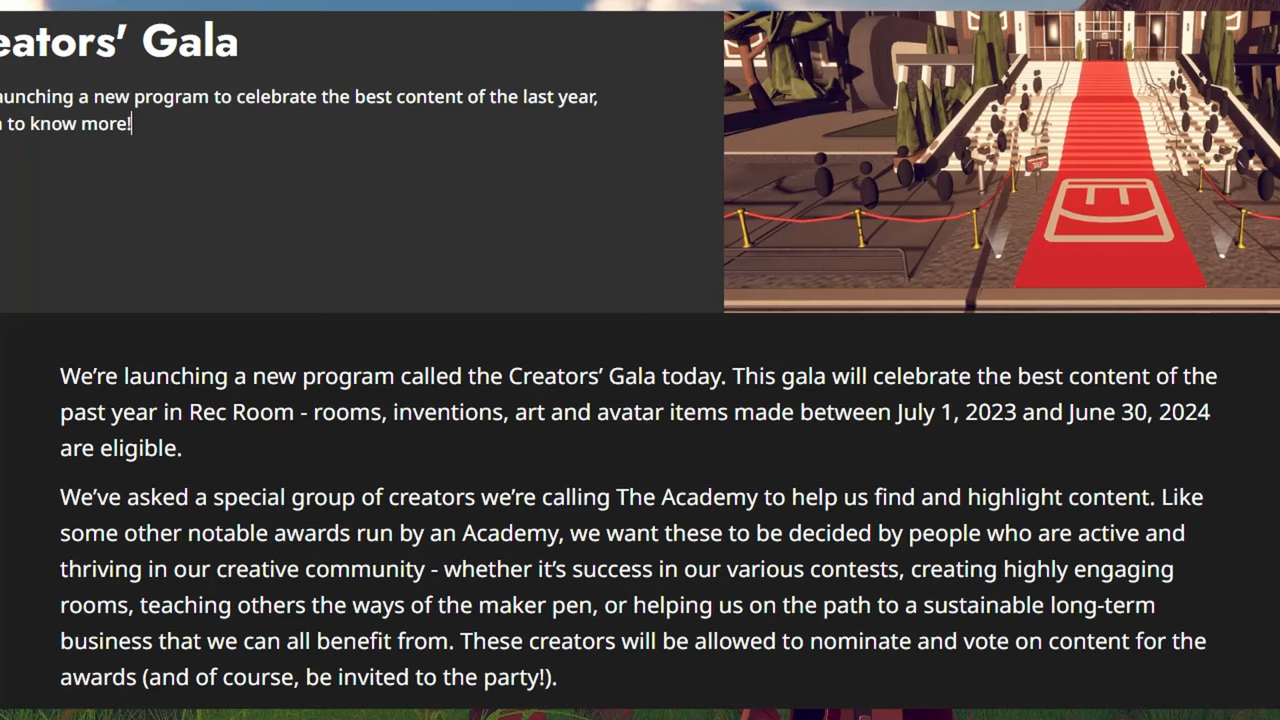 eators' Gala
aunching a new program to celebrate the best content of the last year,
to know more!
We're launching a new program called the Creators' Gala today. This gala will celebrate the best content of the
past year in Rec Room - rooms, inventions, art and avatar items made between July 1, 2023 and June 30, 2024
are eligible.
We've asked a special group of creators we're calling The Academy to help us find and highlight content. Like
some other notable awards run by an Academy, we want these to be decided by people who are active and
thriving in our creative community - whether it's success in our various contests, creating highly engaging
rooms, teaching others the ways of the maker pen, or helping us on the path to a sustainable long-term
business that we can all benefit from. These creators will be allowed to nominate and vote on content for the
awards (and of course, be invited to the party!).